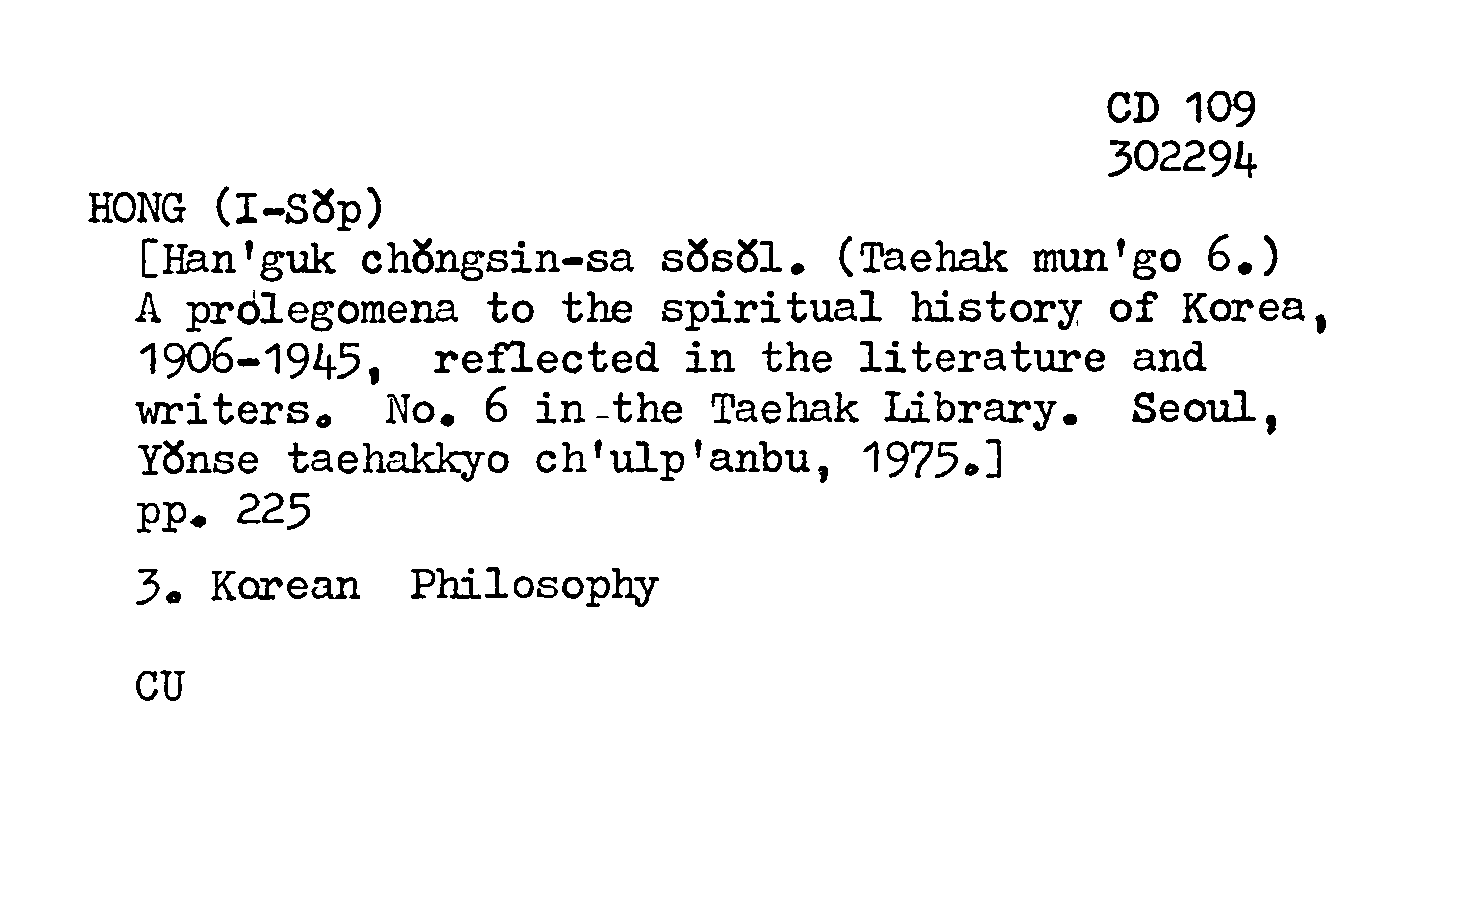 CD 109
302294
HONG (I-Sŏp)
[Han'guk chŏngsin-sa sŏsŏl. (Taehak mun'go 6.)
A prolegomena to the spiritual history of Korea,
1906-1945, reflected in the literature and
writers. No. 6 in the Taehak Library. Seoul,
Yŏnse taehakkyo ch'ulp'anbu, 1975.]
pp. 225
3. Korean Philosophy
CU